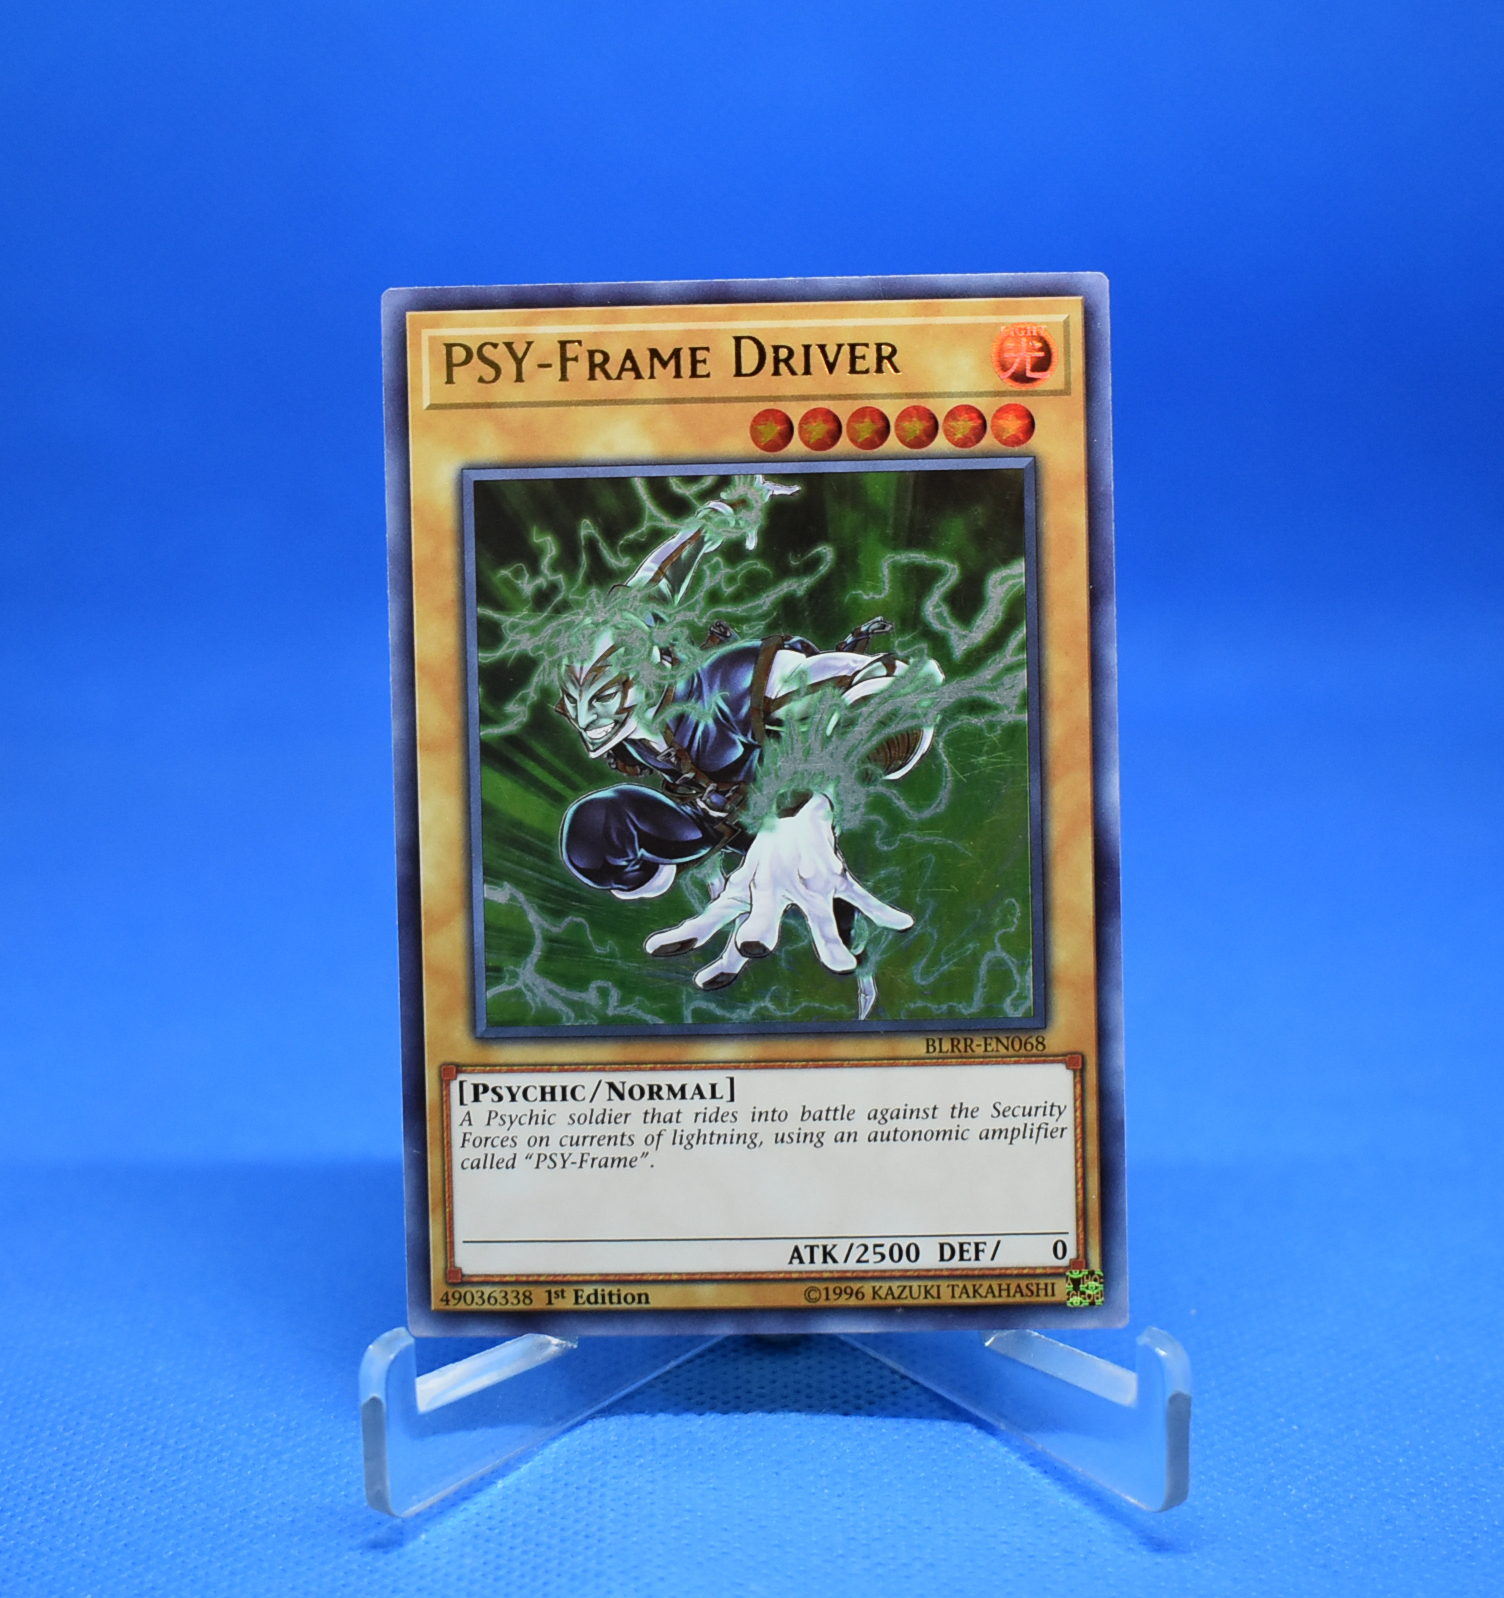 PSY-Frame Driver
LIGHT
光
BLRR-EN068
[Psychic/Normal]
A Psychic soldier that rides into battle against the Security
Forces on currents of lightning, using an autonomic amplifier
called “PSY-Frame”.
ATK/2500 DEF/ 0
49036338 1st Edition ©1996 KAZUKI TAKAHASHI